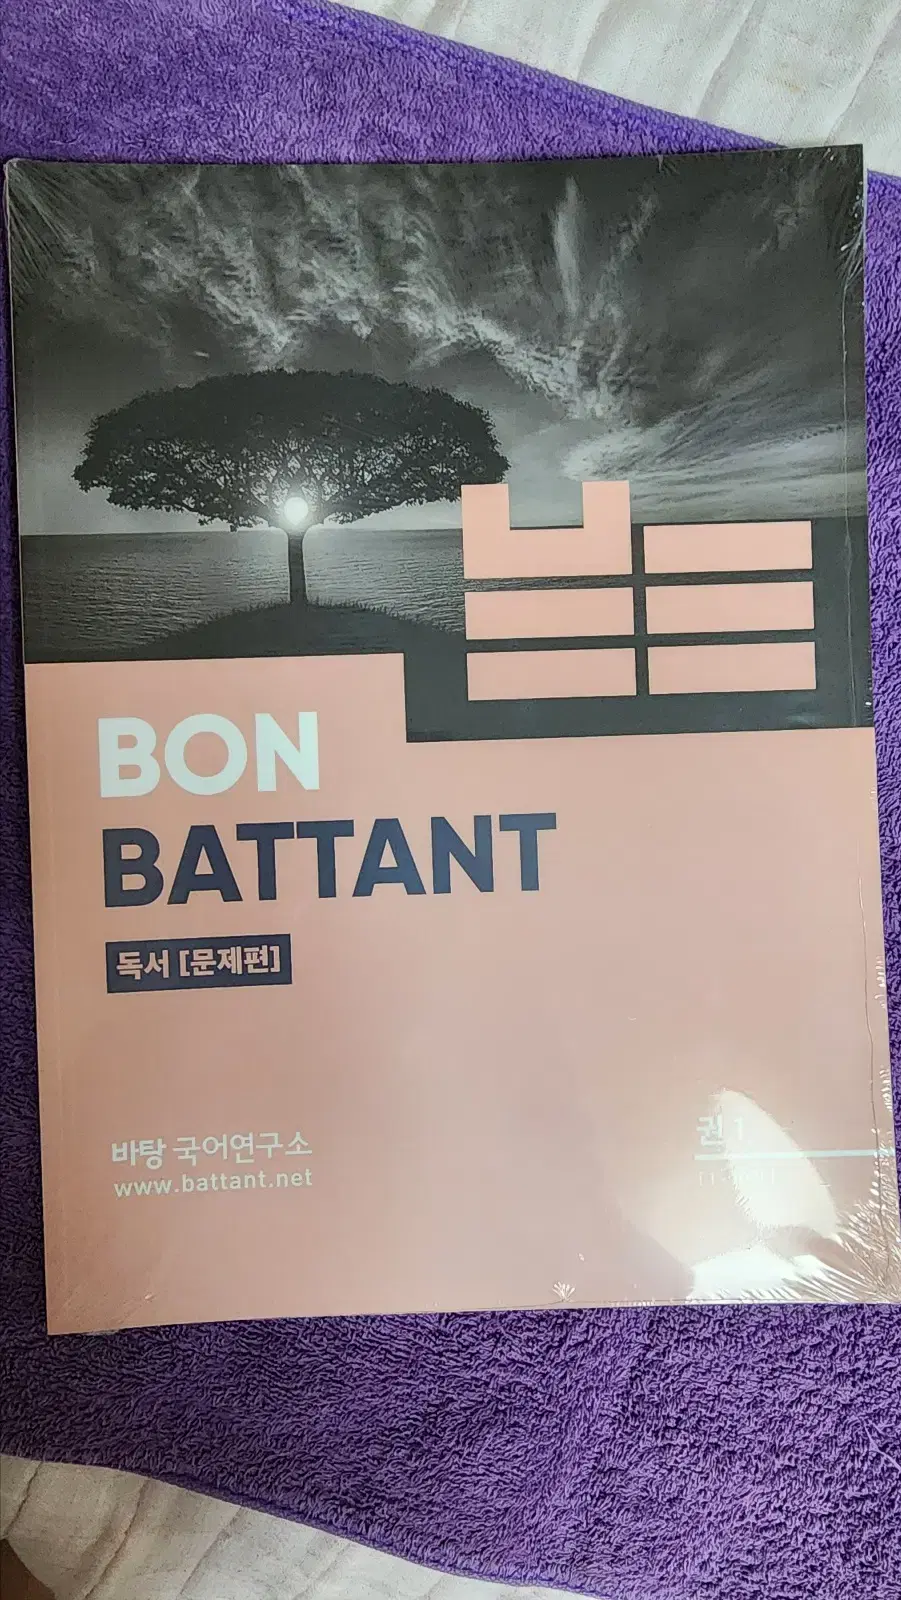 BON
BATTANT
독서 [문제편]
바탕 국어연구소
www.battant.net
권 1.